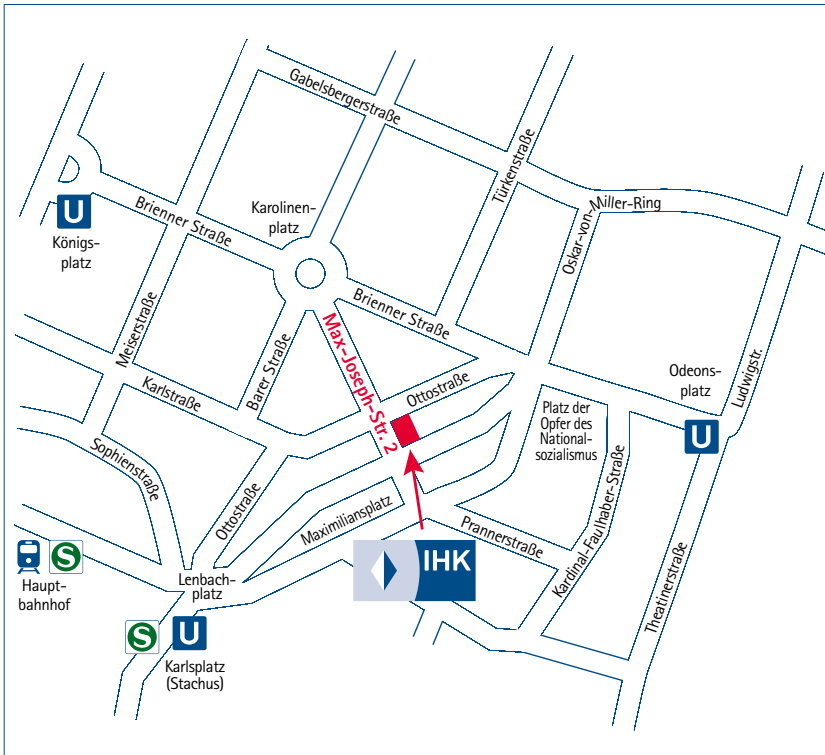 Gabelsbergerstraße
Türkenstraße
Oskar-von-Miller-Ring
U
Königs-
platz
Brienner Straße
Karolinen-
platz
Brienner Straße
Meiserstraße
Barer Straße
Max-Joseph-Str. 2
Karlstraße
Ottostraße
Odeons-
platz
Ludwigstr.
U
Platz der
Opfer des
National-
sozialismus
Sophienstraße
Ottostraße
Maximiliansplatz
Prannerstraße
Kardinal-Faulhaber-Straße
Theatinerstraße
IHK
S
Haupt-
bahnhof
Lenbach-
platz
S
U
Karlsplatz
(Stachus)